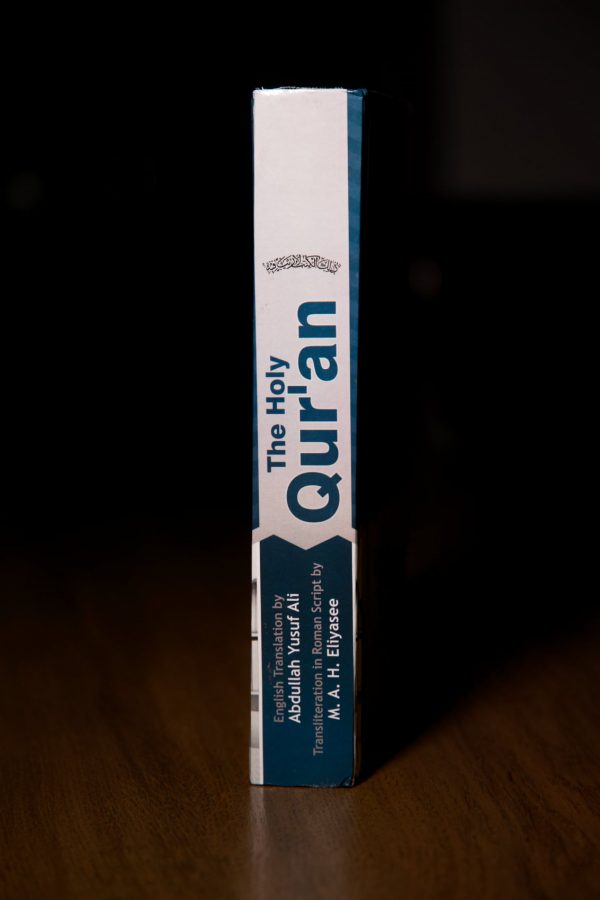 The Holy
Qur'an
English Translation by
Abdullah Yusuf Ali
Transliteration in Roman Script by
M. A. H. Eliyasee